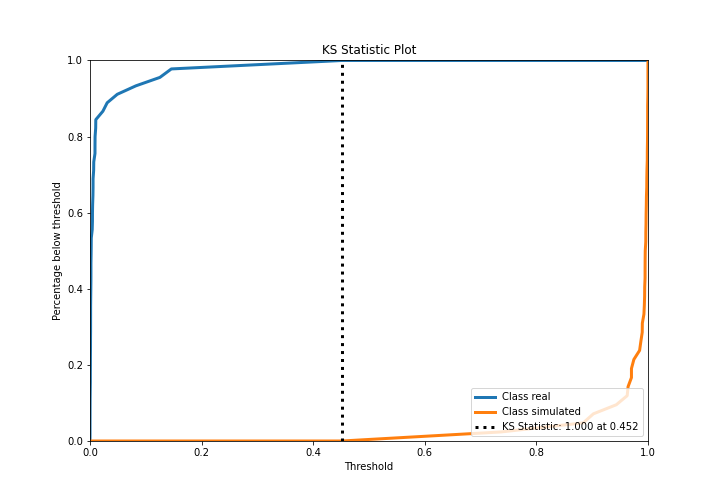 KS Statistic Plot
Percentage below threshold
1.0
0.8
0.6
0.4
0.2
0.0
0.0 0.2 0.4 0.6 0.8 1.0
Threshold
Class real
Class simulated
KS Statistic: 1.000 at 0.452